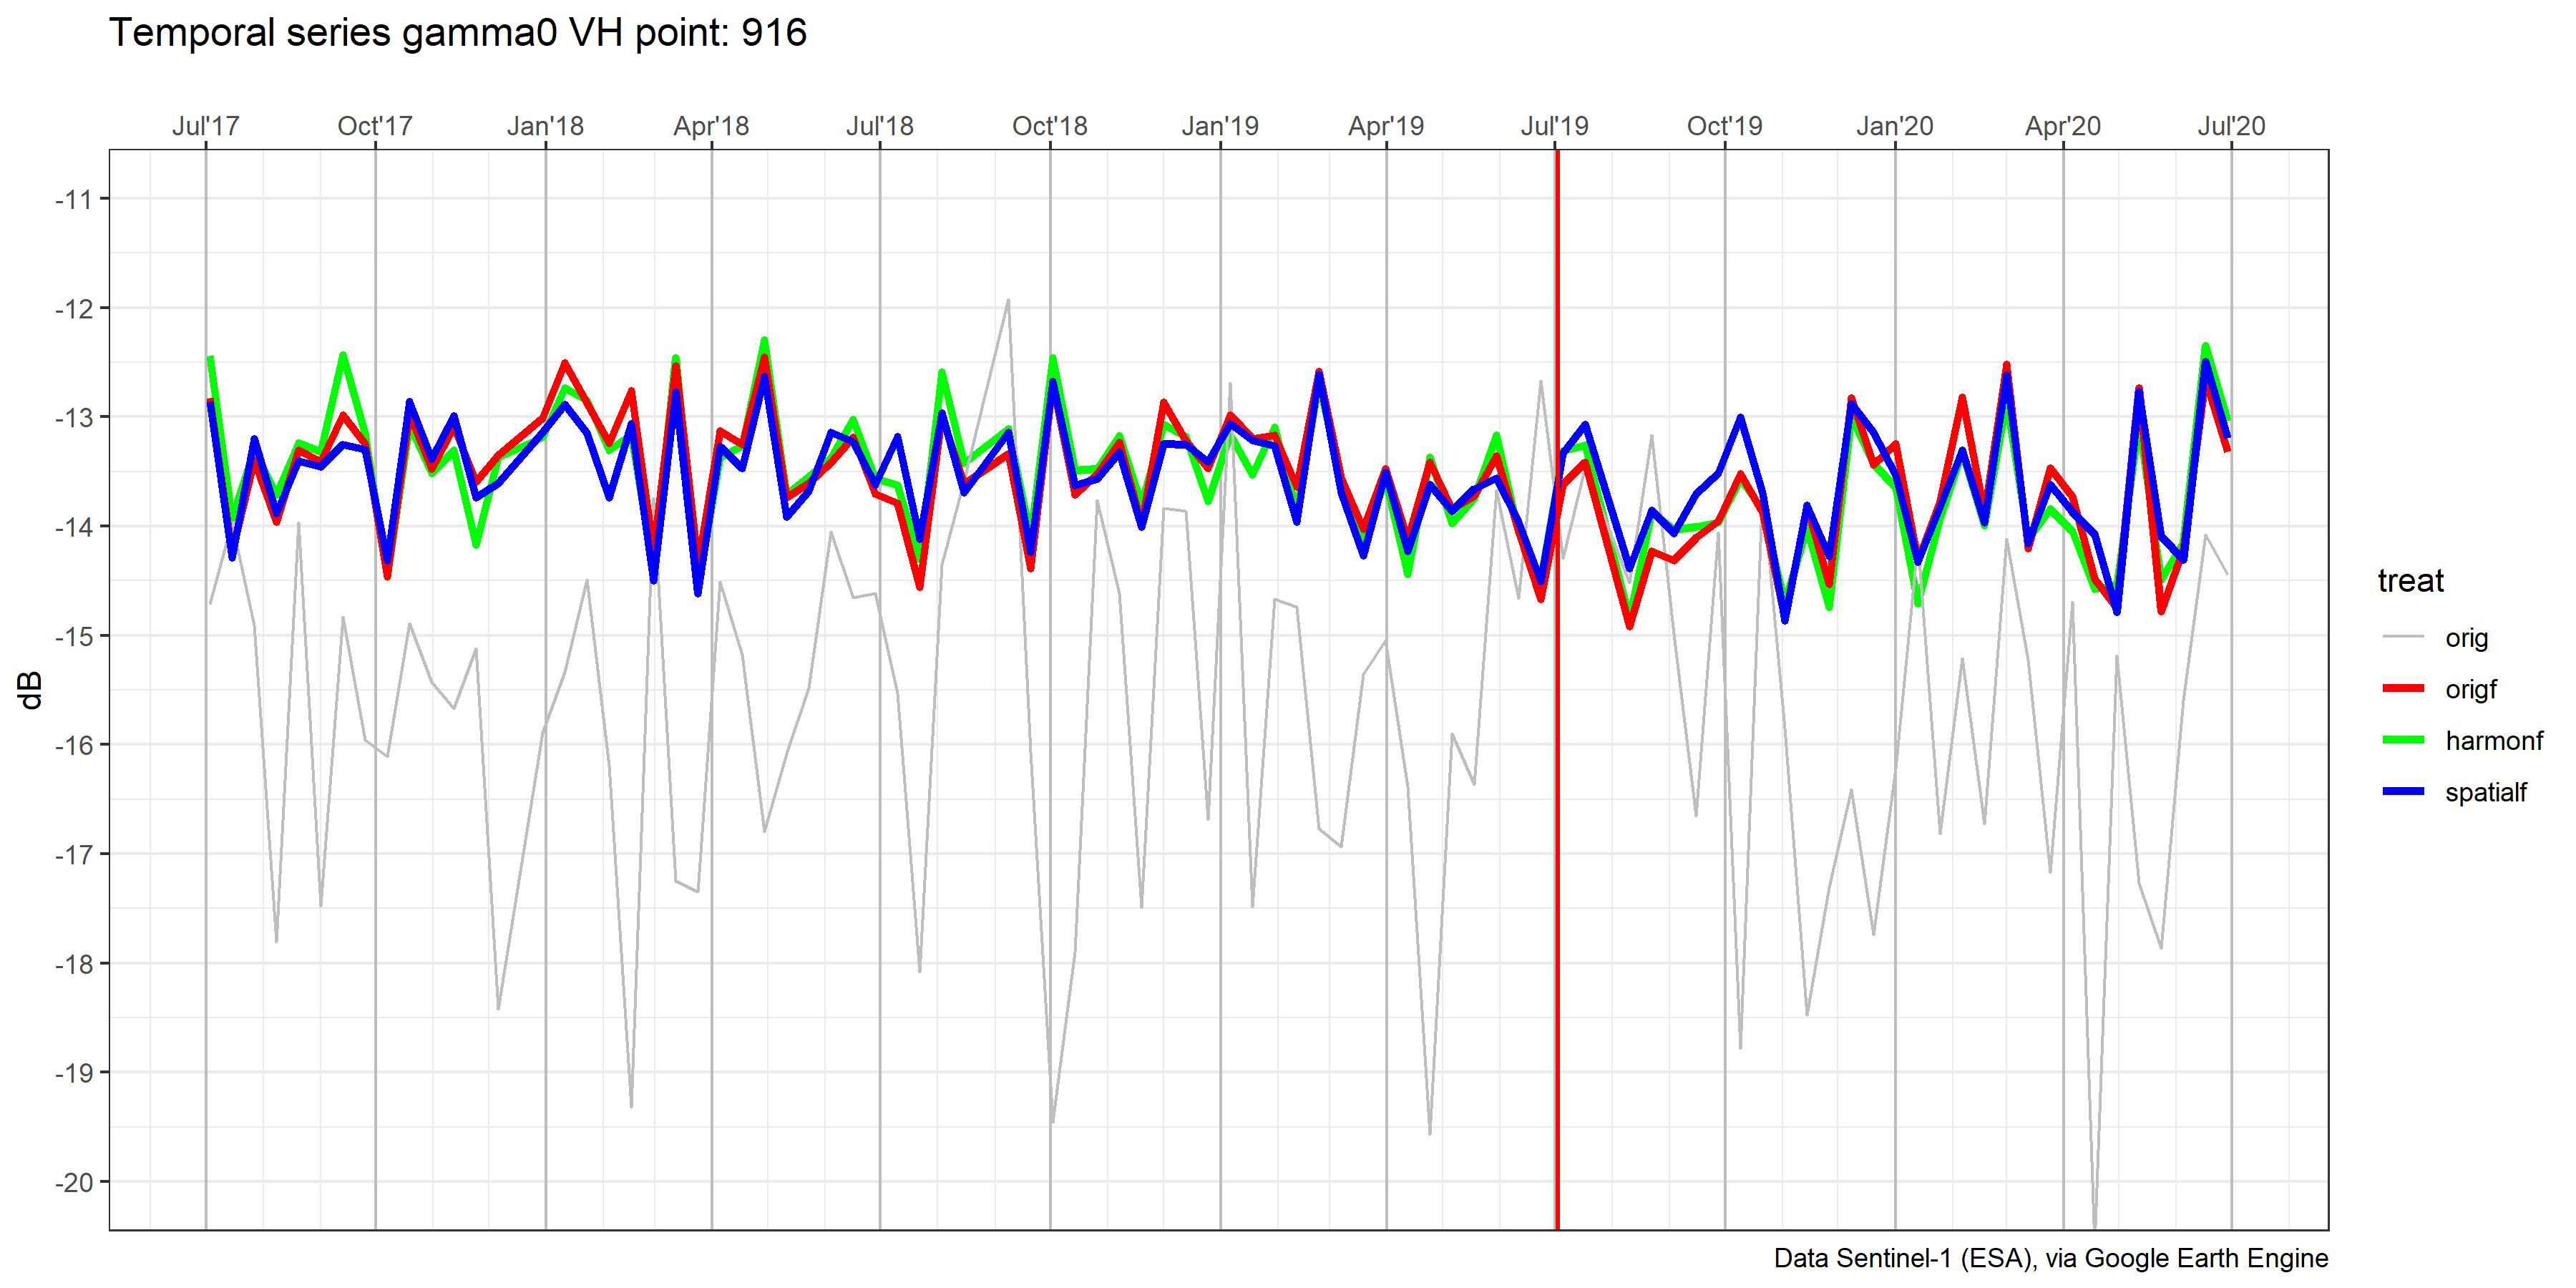 Temporal series gamma0 VH point: 916
Jul'17 Oct'17 Jan'18 Apr'18 Jul'18 Oct'18 Jan'19 Apr'19 Jul'19 Oct'19 Jan'20 Apr'20 Jul'20
-11
-12
-13
-14
-15
-16
-17
-18
-19
-20
dB
treat
orig
origf
harmonf
spatialf
Data Sentinel-1 (ESA), via Google Earth Engine